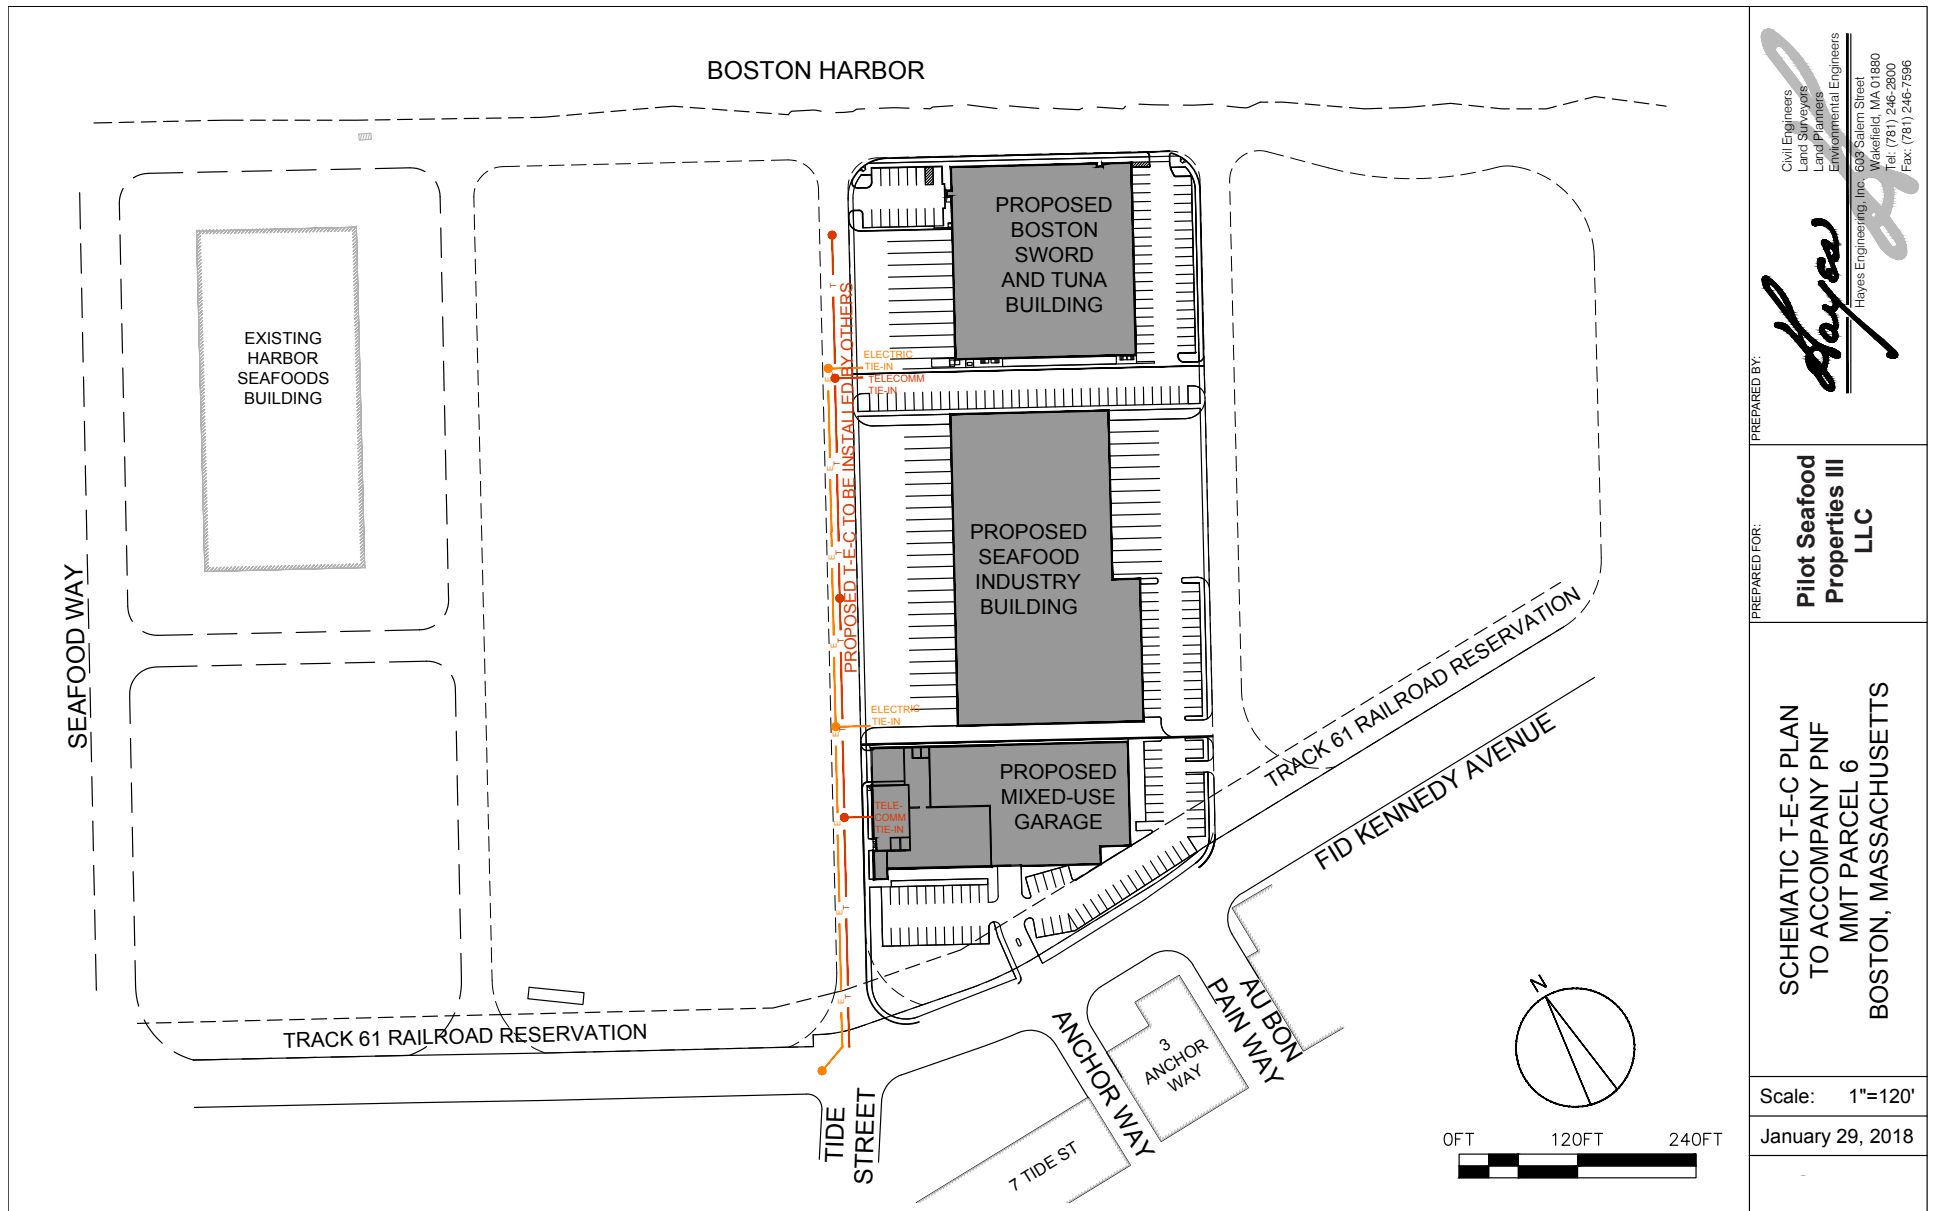 BOSTON HARBOR
EXISTING
HARBOR
SEAFOODS
BUILDING
SEAFOOD WAY
PROPOSED
BOSTON
SWORD
AND TUNA
BUILDING
T
PROPOSED T-E-C TO BE INSTALLED BY OTHERS
ELECTRIC
TIE-IN
TELECOMM
TIE-IN
E
E
T
E
T
E
T
PROPOSED
SEAFOOD
INDUSTRY
BUILDING
ELECTRIC
TIE-IN
E
T
PROPOSED
MIXED-USE
GARAGE
TELE-
COMM
TIE-IN
E
T
E
T
E
T
TRACK 61 RAILROAD RESERVATION
TRACK 61 RAILROAD RESERVATION
FID KENNEDY AVENUE
TIDE
STREET
ANCHOR WAY
3
ANCHOR
WAY
AU BON
PAIN WAY
7 TIDE ST
N
0FT
120FT
240FT
PREPARED BY:
Hayes
Civil Engineers
Land Surveyors
Land Planners
Environmental Engineers
Hayes Engineering, Inc.
603 Salem Street
Wakefield, MA 01880
Tel: (781) 246-2800
Fax: (781) 246-7596
PREPARED FOR:
Pilot Seafood
Properties III
LLC
SCHEMATIC T-E-C PLAN
TO ACCOMPANY PNF
MMT PARCEL 6
BOSTON, MASSACHUSETTS
Scale: 1"=120'
January 29, 2018